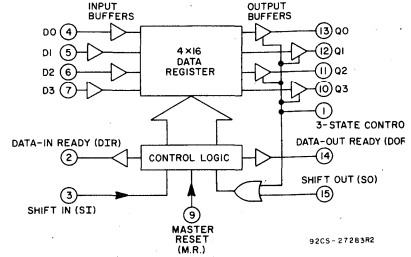 INPUT BUFFERS
OUTPUT BUFFERS
D0 4
13 Q0
D1 5
12 Q1
4×16 DATA REGISTER
D2 6
11 Q2
D3 7
10 Q3
1
3-STATE CONTRO
DATA-IN READY (DIR)
DATA-OUT READY (DOR
2
CONTROL LOGIC
14
3
SHIFT IN (SI)
SHIFT OUT (SO)
15
9
MASTER RESET (M.R.)
92CS-27283R2